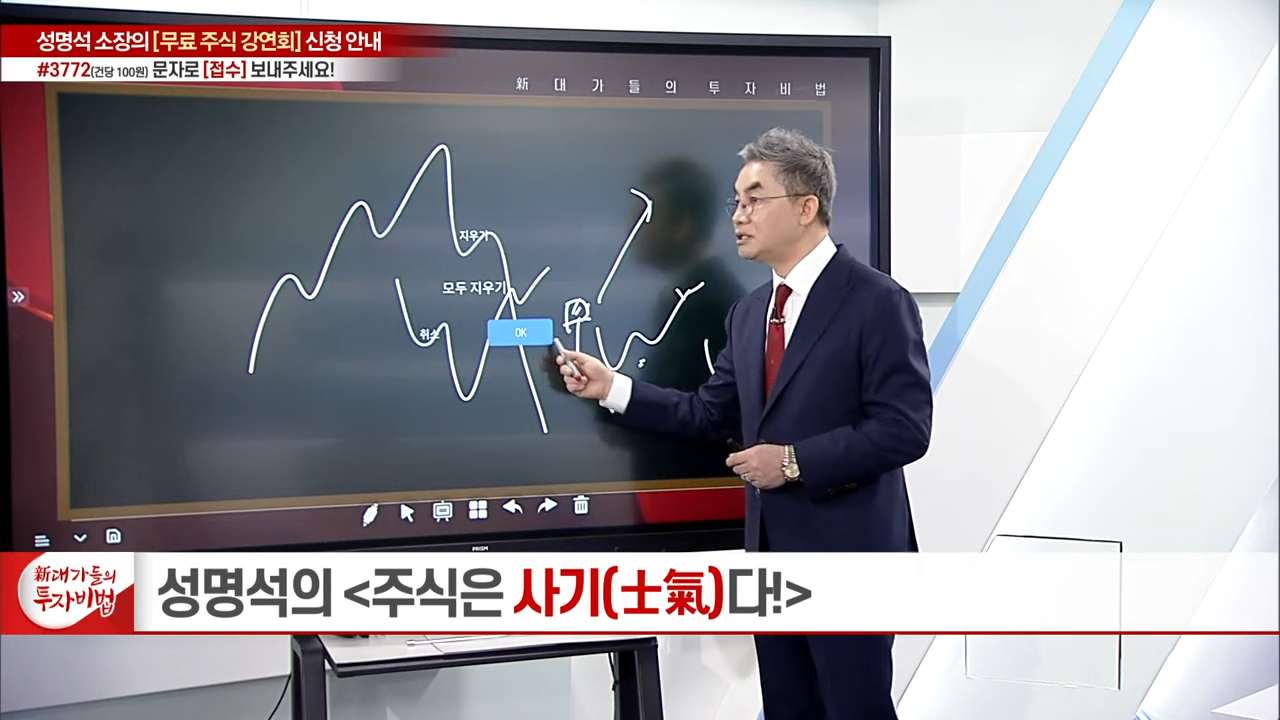 성명석 소장의 [무료 주식 강연회] 신청 안내
#3772(건당 100원) 문자로 [접수] 보내주세요!
新 대 가 들 의 투 자 비 법
지우기
모두 지우기
취소
OK
PRISM
新대가들의
투자비법
성명석의 <주식은 사기(士氣)다!>